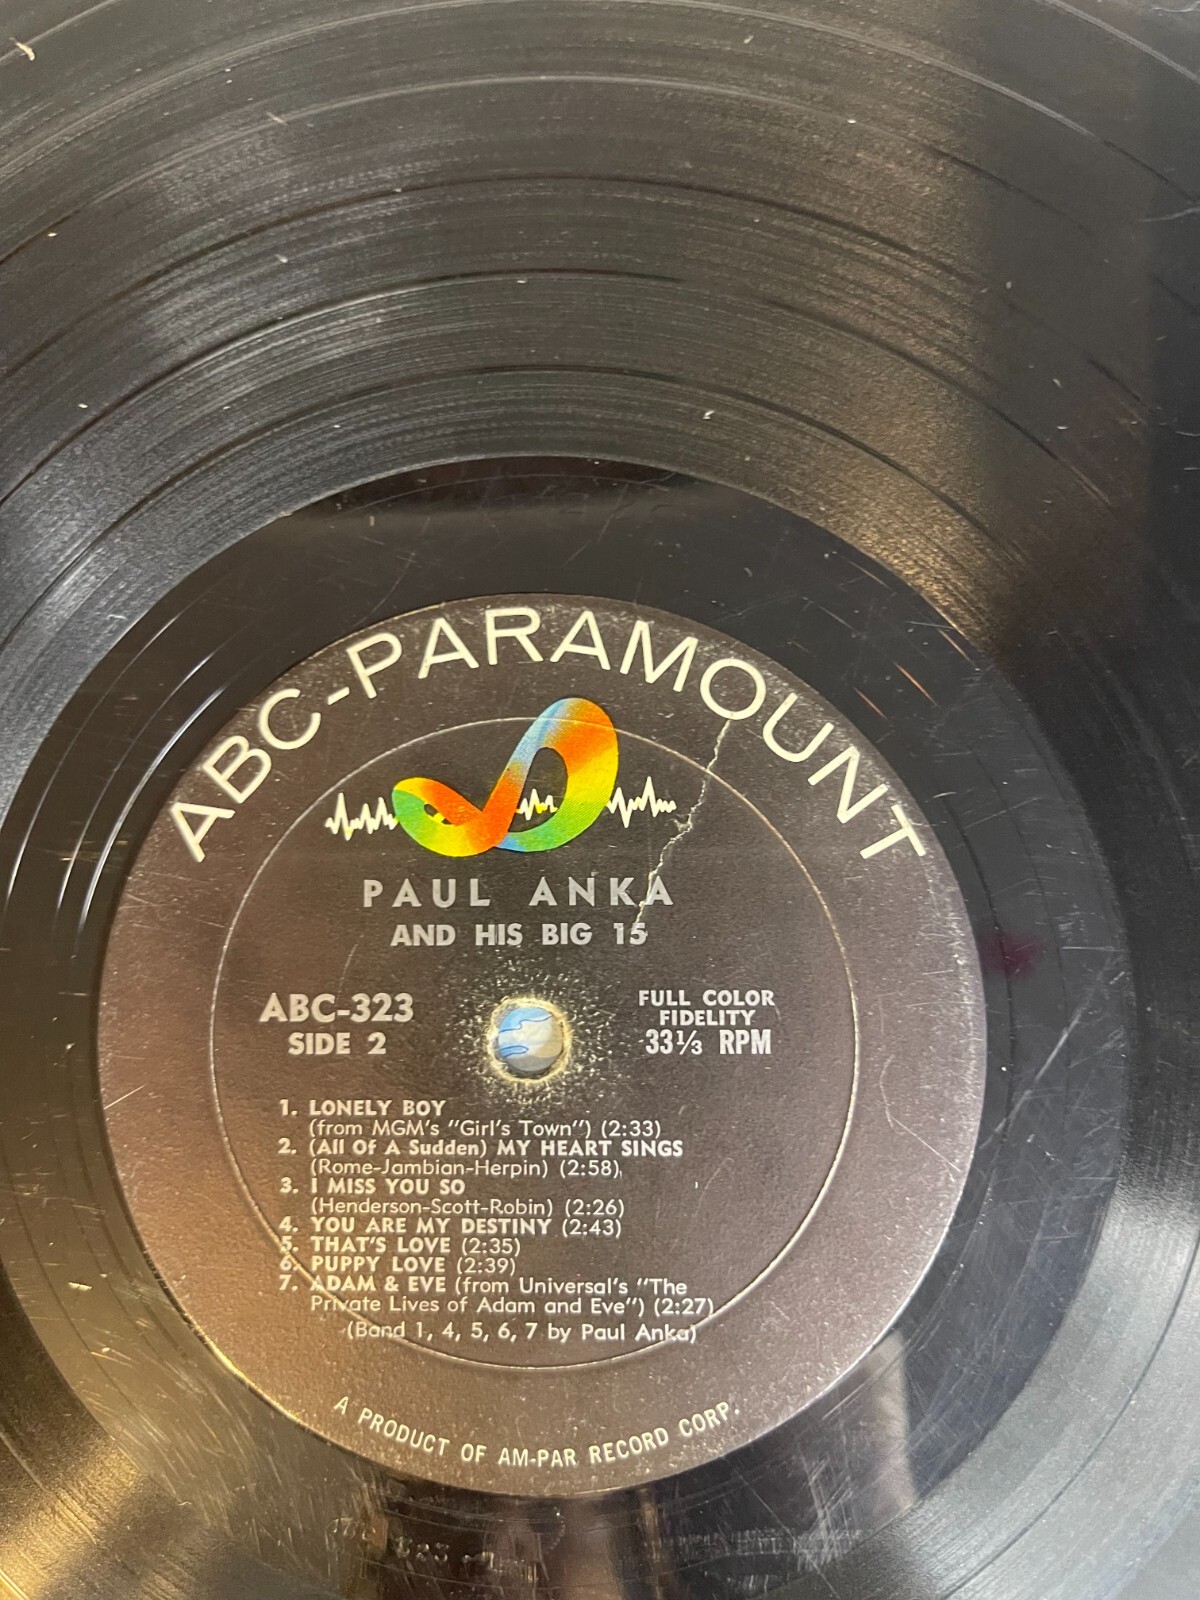 ABC-PARAMOUNT
PAUL ANKA
AND HIS BIG 15
ABC-323
SIDE 2
FULL COLOR
FIDELITY
33⅓ RPM
1. LONELY BOY
(from MGM's "Girl's Town") (2:33)
2. (All Of A Sudden) MY HEART SINGS
(Rome-Jambian-Herpin) (2:58)
3. I MISS YOU SO
(Henderson-Scott-Robin) (2:26)
4. YOU ARE MY DESTINY (2:43)
5. THAT'S LOVE (2:35)
6. PUPPY LOVE (2:39)
7. ADAM & EVE (from Universal's "The
Private Lives of Adam and Eve") (2:27)
(Band 1, 4, 5, 6, 7 by Paul Anka)
A PRODUCT OF AM-PAR RECORD CORP.